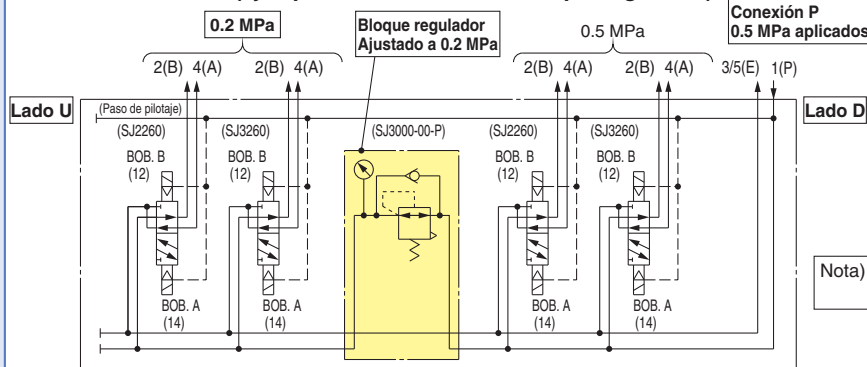 0.2 MPa
Bloque regulador
Ajustado a 0.2 MPa
0.5 MPa
Conexión P
0.5 MPa aplicados
2(B) 4(A)
2(B) 4(A)
2(B) 4(A)
2(B) 4(A)
3/5(E)
1(P)
Lado U
Lado D
(Paso de pilotaje)
(SJ2260)
(SJ3260)
(SJ3000-00-P)
(SJ2260)
(SJ3260)
BOB. B
(12)
BOB. B
(12)
BOB. B
(12)
BOB. B
(12)
Nota)
BOB. A
(14)
BOB. A
(14)
BOB. A
(14)
BOB. A
(14)